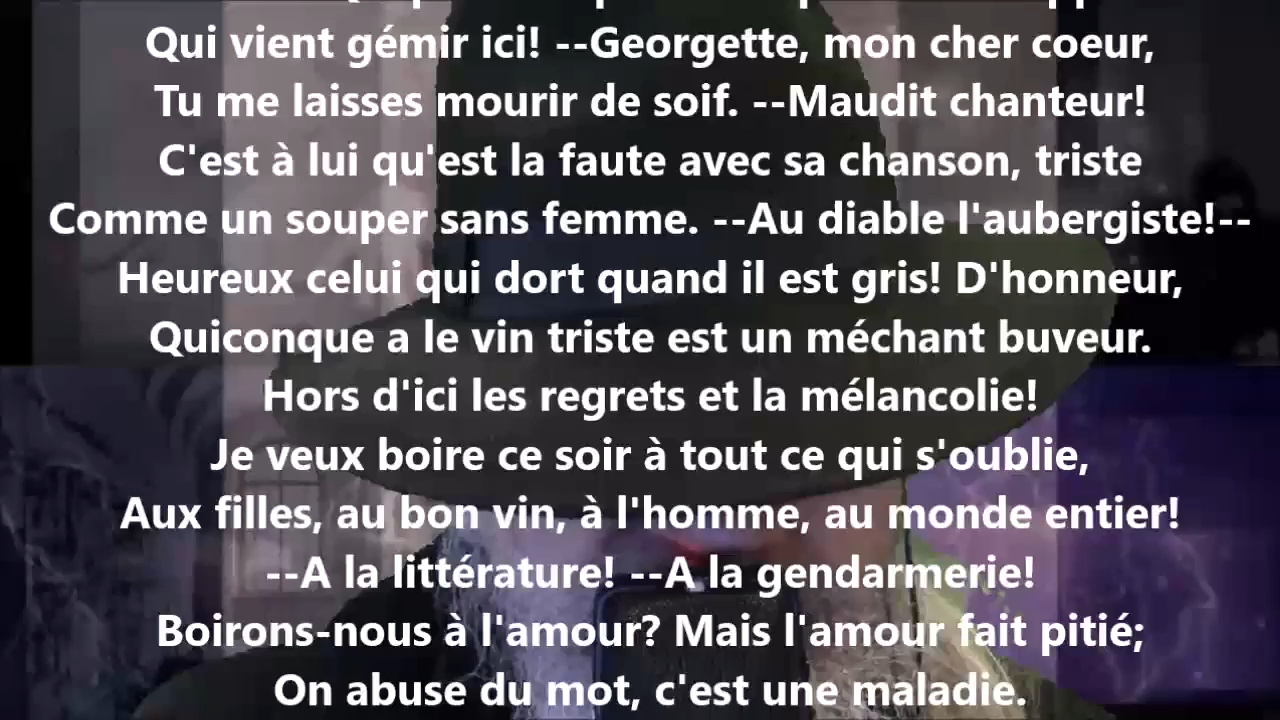 Qui vient gémir ici! --Georgette, mon cher coeur,
Tu me laisses mourir de soif. --Maudit chanteur!
C'est à lui qu'est la faute avec sa chanson, triste
Comme un souper sans femme. --Au diable l'aubergiste!--
Heureux celui qui dort quand il est gris! D'honneur,
Quiconque a le vin triste est un méchant buveur.
Hors d'ici les regrets et la mélancolie!
Je veux boire ce soir à tout ce qui s'oublie,
Aux filles, au bon vin, à l'homme, au monde entier!
--A la littérature! --A la gendarmerie!
Boirons-nous à l'amour? Mais l'amour fait pitié;
On abuse du mot, c'est une maladie.